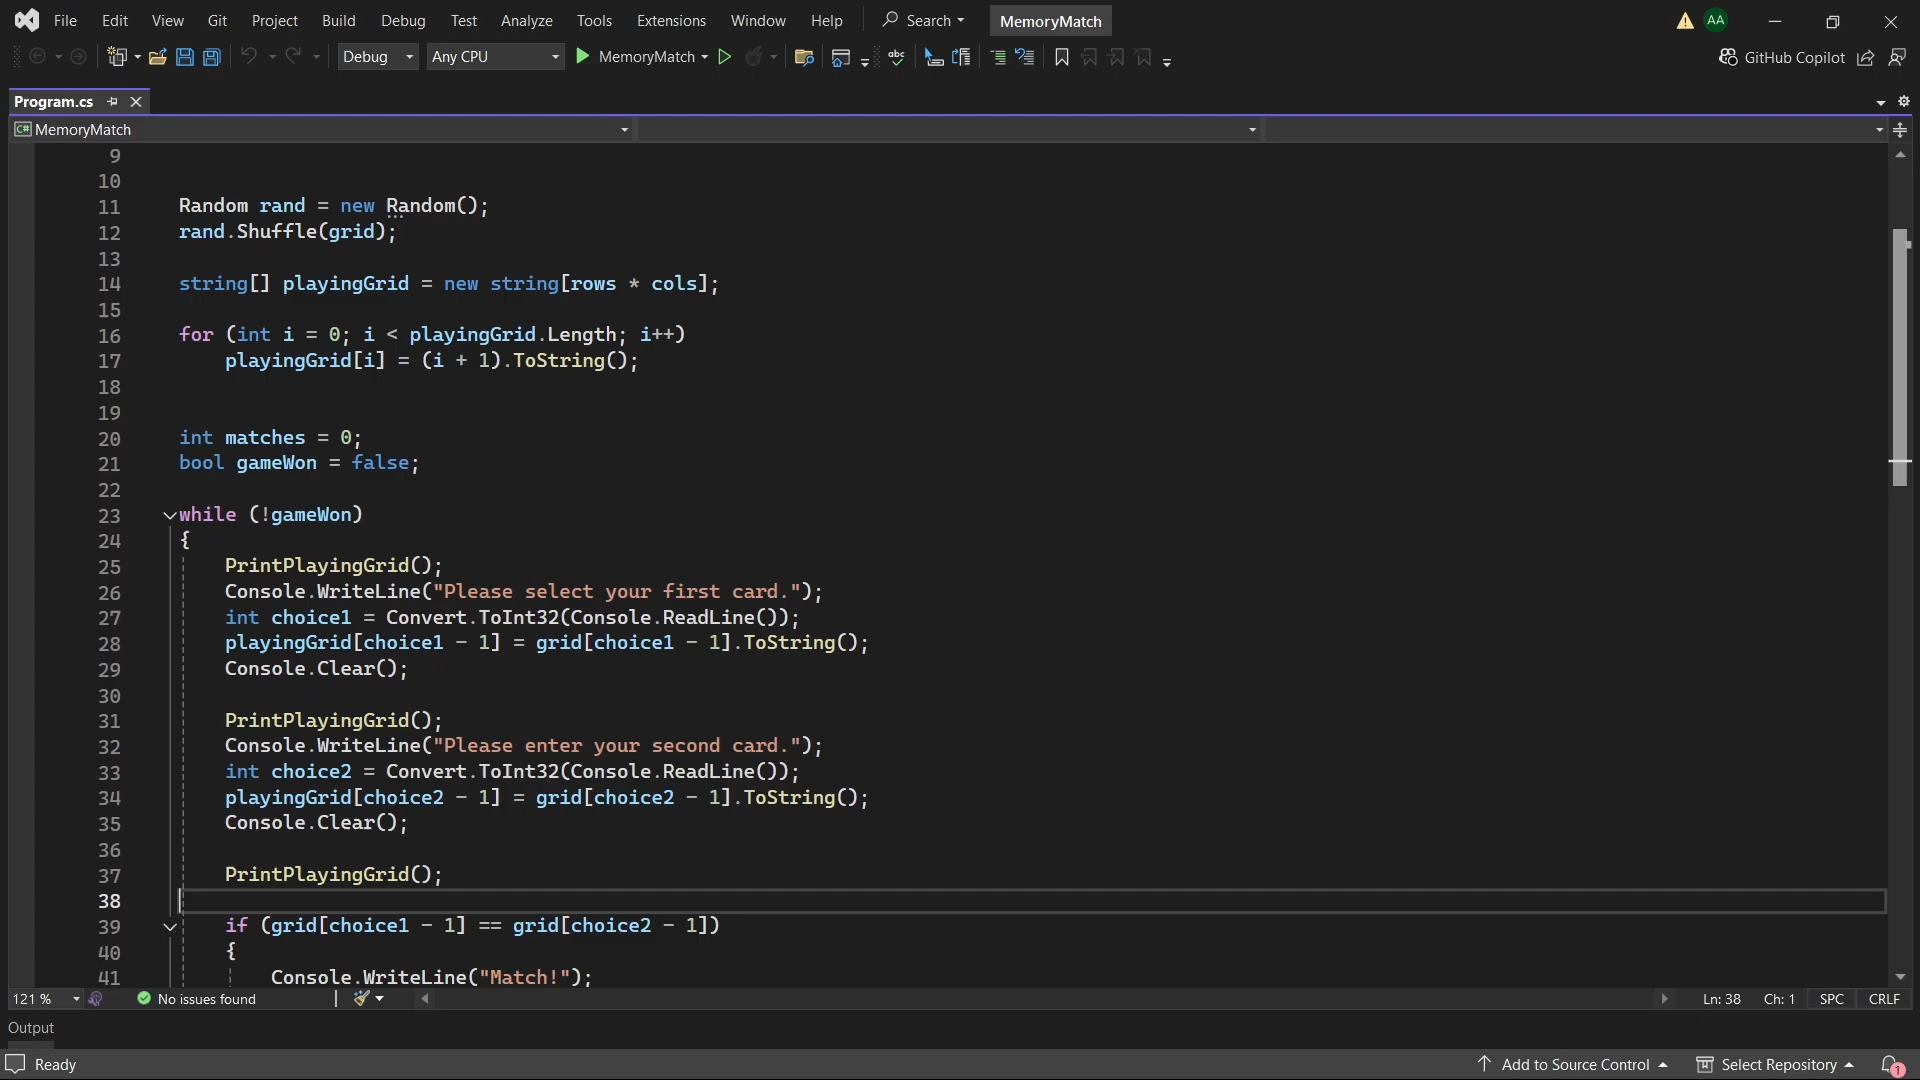 File Edit View Git Project Build Debug Test Analyze Tools Extensions Window Help Search MemoryMatch AA
Debug Any CPU MemoryMatch abc GitHub Copilot
Program.cs
C# MemoryMatch
9
10
11 Random rand = new Random();
12 rand.Shuffle(grid);
13
14 string[] playingGrid = new string[rows * cols];
15
16 for (int i = 0; i < playingGrid.Length; i++)
17 playingGrid[i] = (i + 1).ToString();
18
19
20 int matches = 0;
21 bool gameWon = false;
22
23 while (!gameWon)
24 {
25 PrintPlayingGrid();
26 Console.WriteLine("Please select your first card.");
27 int choice1 = Convert.ToInt32(Console.ReadLine());
28 playingGrid[choice1 - 1] = grid[choice1 - 1].ToString();
29 Console.Clear();
30
31 PrintPlayingGrid();
32 Console.WriteLine("Please enter your second card.");
33 int choice2 = Convert.ToInt32(Console.ReadLine());
34 playingGrid[choice2 - 1] = grid[choice2 - 1].ToString();
35 Console.Clear();
36
37 PrintPlayingGrid();
38
39 if (grid[choice1 - 1] == grid[choice2 - 1])
40 {
41 Console.WriteLine("Match!");
121 % No issues found Ln: 38 Ch: 1 SPC CRLF
Output
Ready Add to Source Control Select Repository 1